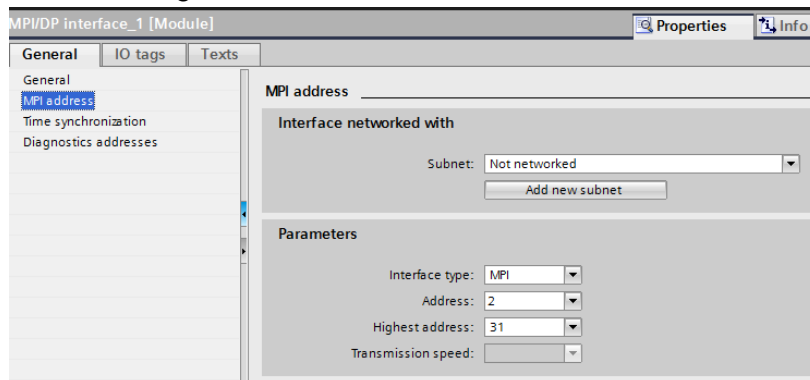 MPI/DP interface_1 [Module]
Properties
Info
General
IO tags
Texts
General
MPI address
Time synchronization
Diagnostics addresses
MPI address
Interface networked with
Subnet: Not networked
Add new subnet
Parameters
Interface type: MPI
Address: 2
Highest address: 31
Transmission speed: